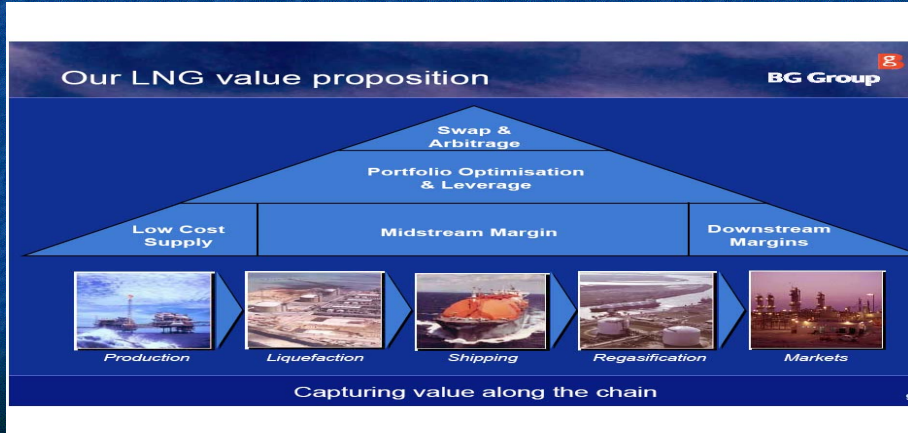 Our LNG value proposition
g
BG Group
Swap &
Arbitrage
Portfolio Optimisation
& Leverage
Low Cost
Supply
Midstream Margin
Downstream
Margins
Production
Liquefaction
Shipping
Regasification
Markets
Capturing value along the chain